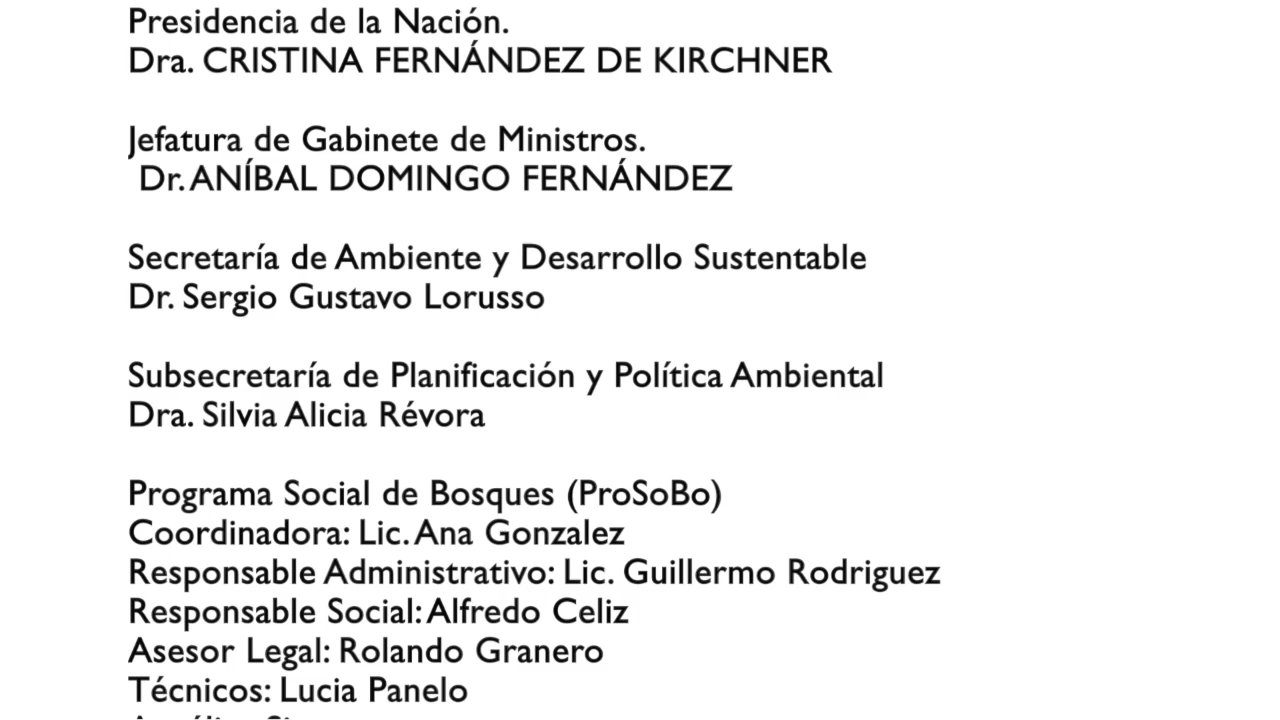 Presidencia de la Nación.
Dra. CRISTINA FERNÁNDEZ DE KIRCHNER
Jefatura de Gabinete de Ministros.
Dr. ANÍBAL DOMINGO FERNÁNDEZ
Secretaría de Ambiente y Desarrollo Sustentable
Dr. Sergio Gustavo Lorusso
Subsecretaría de Planificación y Política Ambiental
Dra. Silvia Alicia Révora
Programa Social de Bosques (ProSoBo)
Coordinadora: Lic. Ana Gonzalez
Responsable Administrativo: Lic. Guillermo Rodriguez
Responsable Social: Alfredo Celiz
Asesor Legal: Rolando Granero
Técnicos: Lucia Panelo